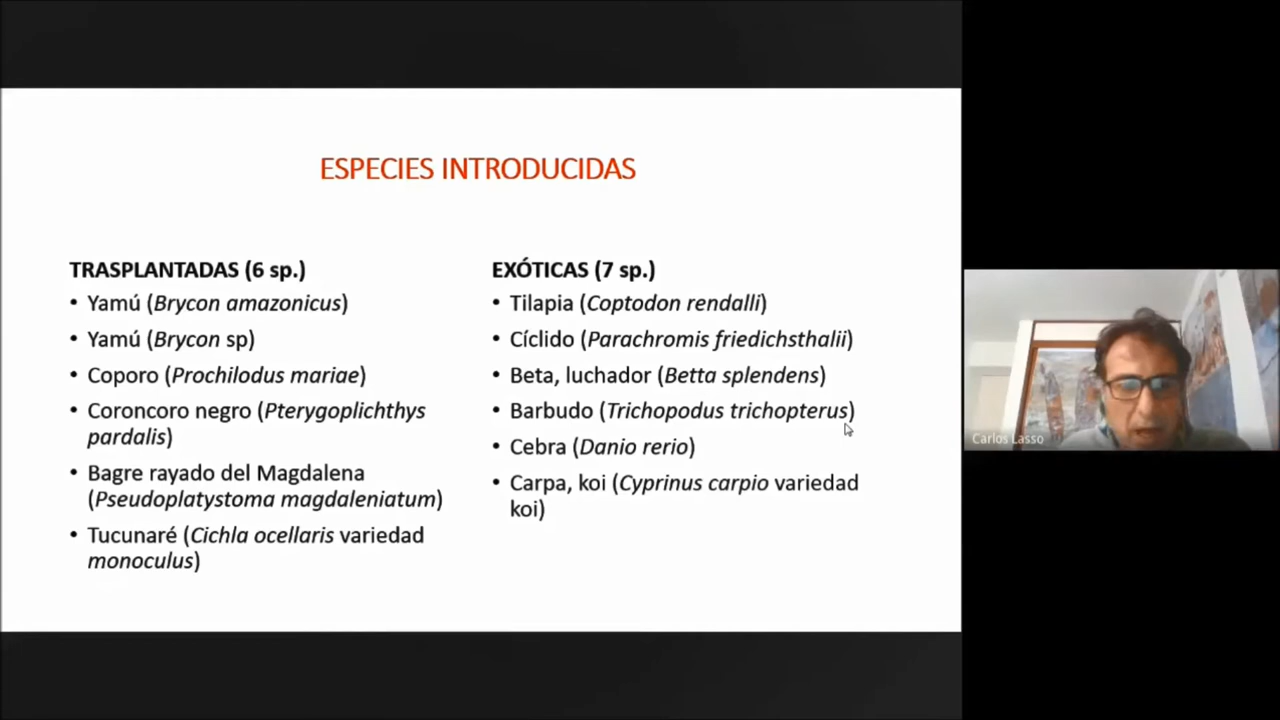 ESPECIES INTRODUCIDAS
TRASPLANTADAS (6 sp.)
• Yamú (Brycon amazonicus)
• Yamú (Brycon sp)
• Coporo (Prochilodus mariae)
• Coroncoro negro (Pterygoplichthys
pardalis)
• Bagre rayado del Magdalena
(Pseudoplatystoma magdaleniatum)
• Tucunaré (Cichla ocellaris variedad
monoculus)
EXÓTICAS (7 sp.)
• Tilapia (Coptodon rendalli)
• Cíclido (Parachromis friedichsthalii)
• Beta, luchador (Betta splendens)
• Barbudo (Trichopodus trichopterus)
• Cebra (Danio rerio)
• Carpa, koi (Cyprinus carpio variedad
koi)
Carlos Lasso